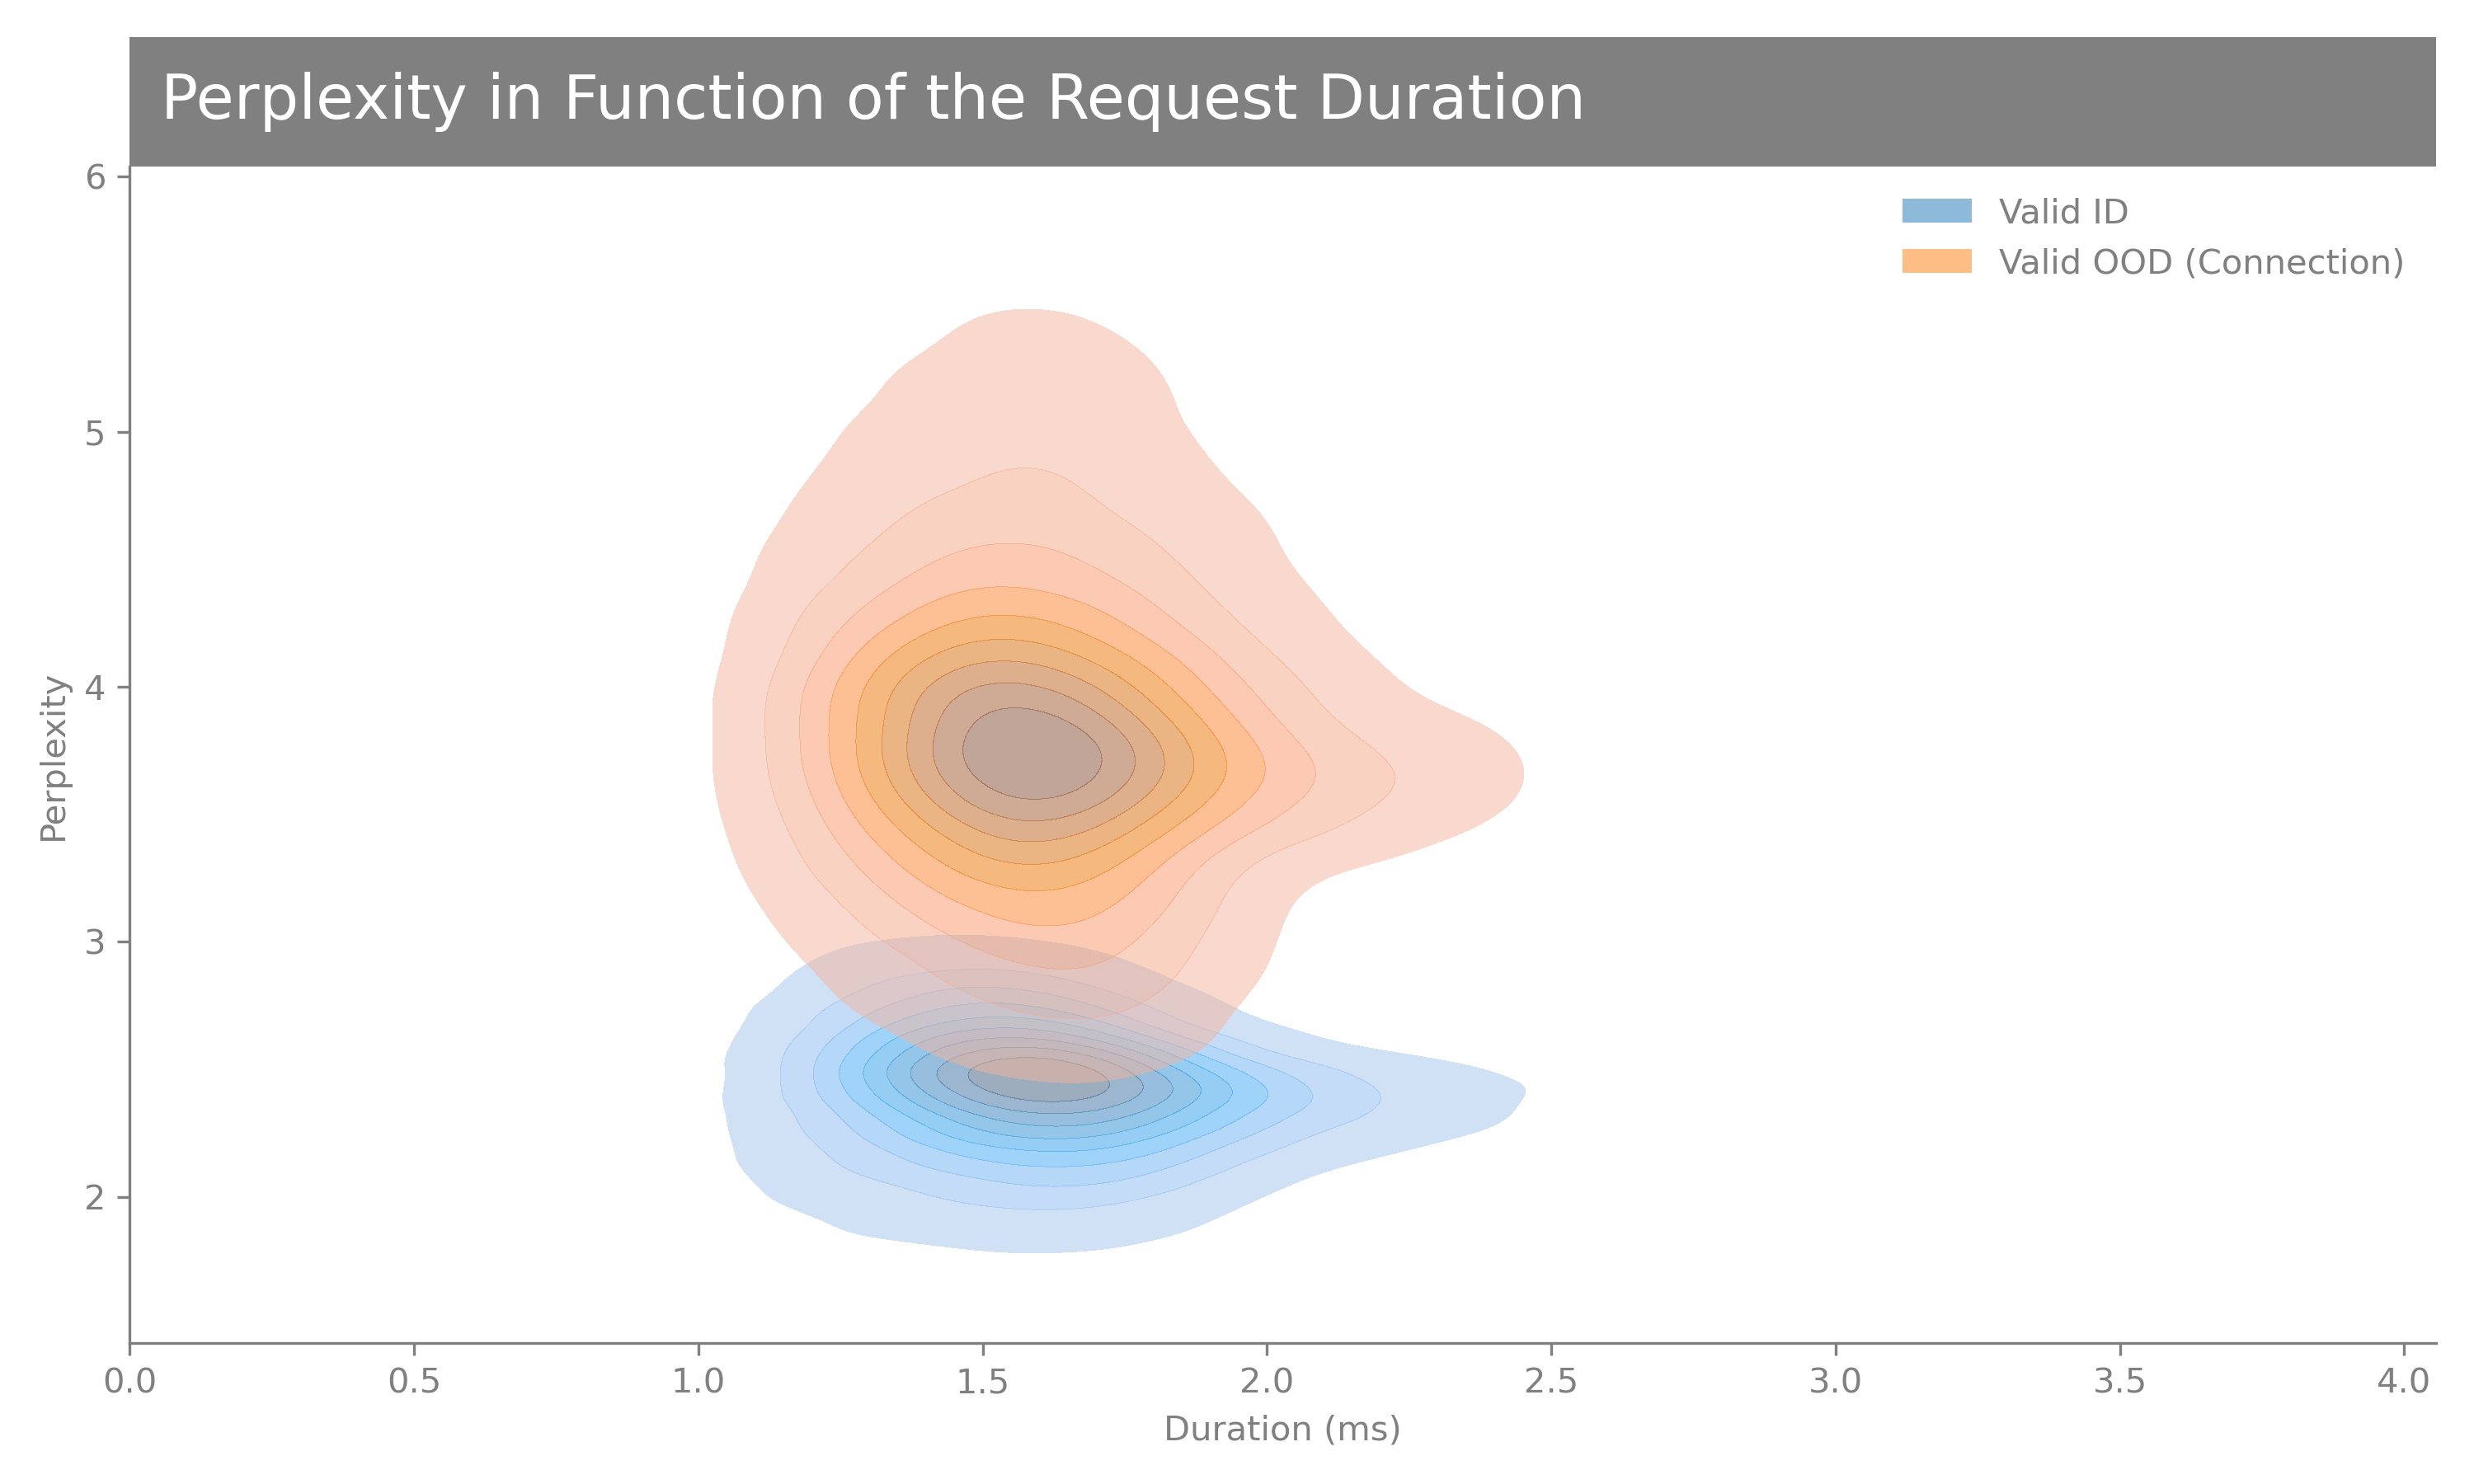 Perplexity in Function of the Request Duration
Valid ID
Valid OOD (Connection)
6
5
4
3
2
Perplexity
0.0 0.5 1.0 1.5 2.0 2.5 3.0 3.5 4.0
Duration (ms)